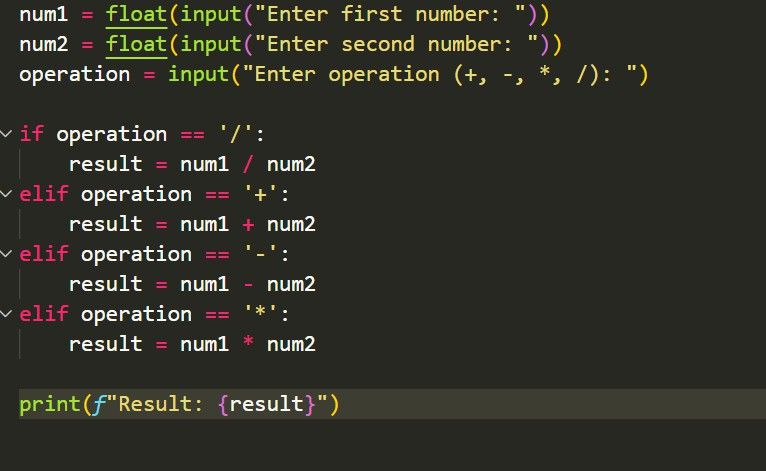 num1 = float(input("Enter first number: "))
num2 = float(input("Enter second number: "))
operation = input("Enter operation (+, -, *, /): ")
if operation == '/':
    result = num1 / num2
elif operation == '+':
    result = num1 + num2
elif operation == '-':
    result = num1 - num2
elif operation == '*':
    result = num1 * num2
print(f"Result: {result}")